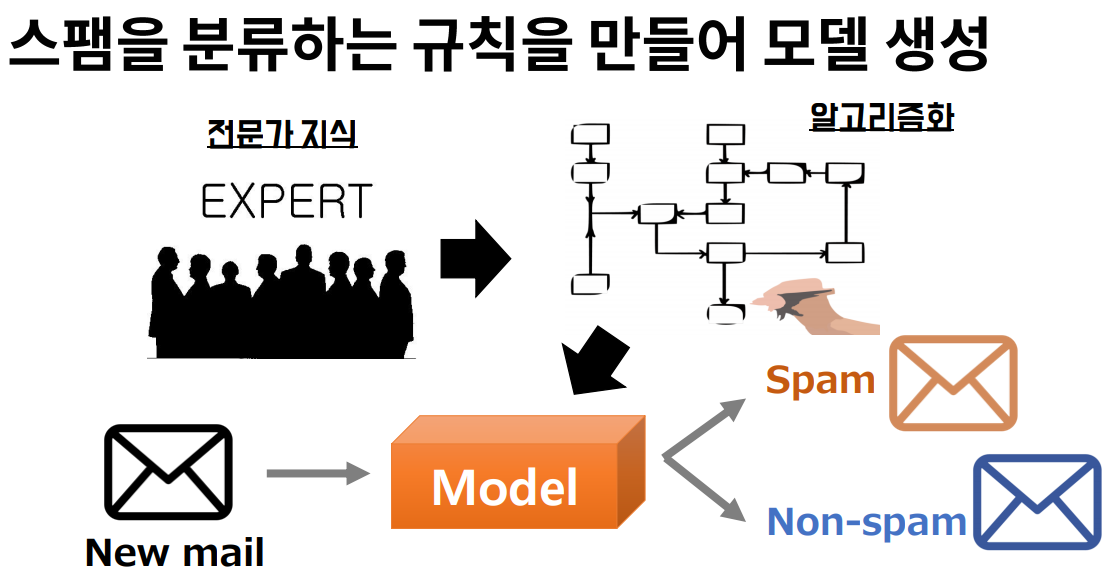 스팸을 분류하는 규칙을 만들어 모델 생성
전문가 지식
알고리즘화
EXPERT
Spam
Model
Non-spam
New mail